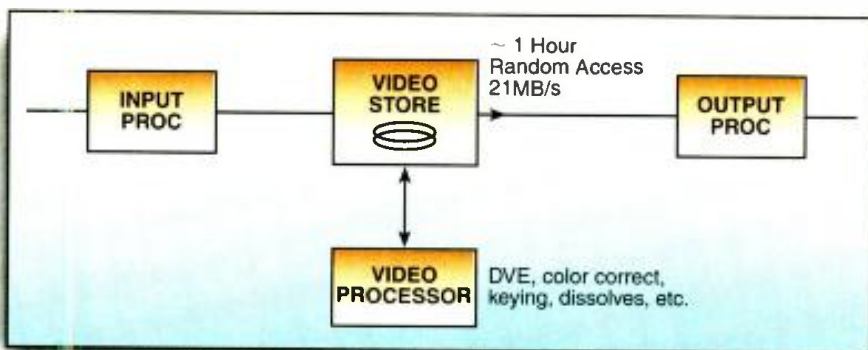 INPUT
PROC
VIDEO
STORE
~ 1 Hour
Random Access
21MB/s
OUTPUT
PROC
VIDEO
PROCESSOR
DVE, color correct,
keying, dissolves, etc.